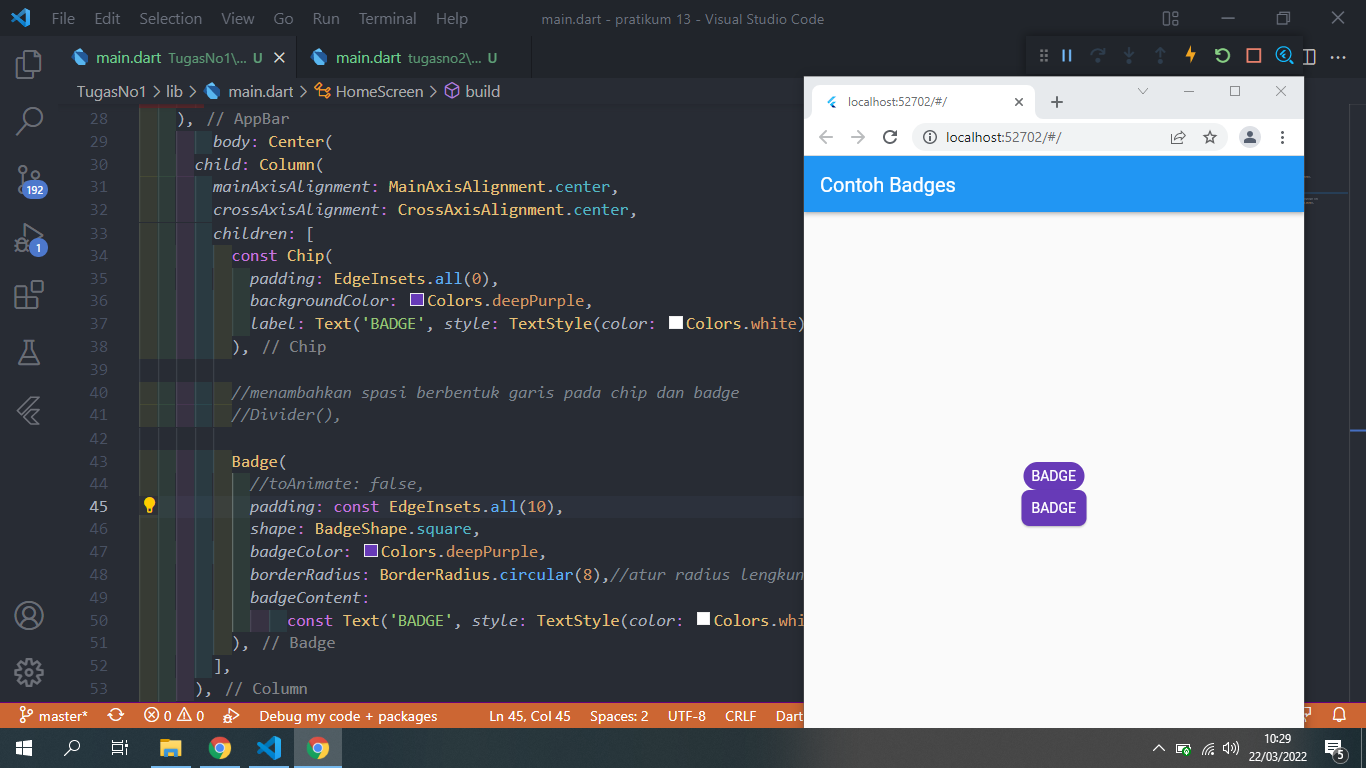 File Edit Selection View Go Run Terminal Help main.dart - pratikum 13 - Visual Studio Code
main.dart TugasNo1\... U main.dart tugasno2\... U
TugasNo1 > lib > main.dart > HomeScreen > build
28 ), // AppBar
29 body: Center(
30 child: Column(
31 mainAxisAlignment: MainAxisAlignment.center,
32 crossAxisAlignment: CrossAxisAlignment.center,
33 children: [
34 const Chip(
35 padding: EdgeInsets.all(0),
36 backgroundColor: Colors.deepPurple,
37 label: Text('BADGE', style: TextStyle(color: Colors.white)
38 ), // Chip
39
40 //menambahkan spasi berbentuk garis pada chip dan badge
41 //Divider(),
42
43 Badge(
44 //toAnimate: false,
45 padding: const EdgeInsets.all(10),
46 shape: BadgeShape.square,
47 badgeColor: Colors.deepPurple,
48 borderRadius: BorderRadius.circular(8),//atur radius lengkun
49 badgeContent:
50 const Text('BADGE', style: TextStyle(color: Colors.whi
51 ), // Badge
52 ],
53 ), // Column
192
1
localhost:52702/#/
localhost:52702/#/
Contoh Badges
BADGE
BADGE
master* 0 0 Debug my code + packages Ln 45, Col 45 Spaces: 2 UTF-8 CRLF Dart
10:29
22/03/2022
5